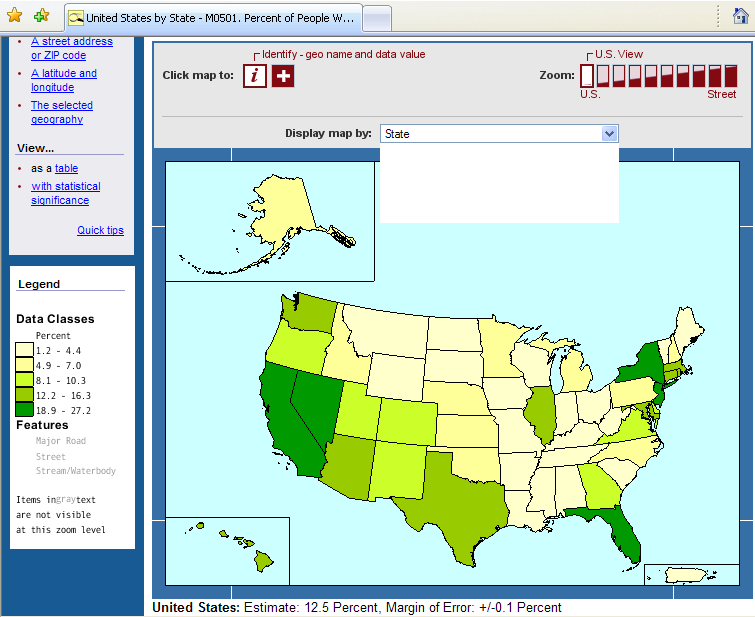 United States by State - M0501. Percent of People W...
A street address
or ZIP code
A latitude and
longitude
The selected
geography
View...
as a table
with statistical
significance
Quick tips
Identify - geo name and data value
Click map to:
i
U.S. View
Zoom:
U.S.
Street
Display map by:
State
Legend
Data Classes
Percent
1.2 - 4.4
4.9 - 7.0
8.1 - 10.3
12.2 - 16.3
18.9 - 27.2
Features
Major Road
Street
Stream/Waterbody
Items in gray text
are not visible
at this zoom level
United States: Estimate: 12.5 Percent, Margin of Error: +/-0.1 Percent